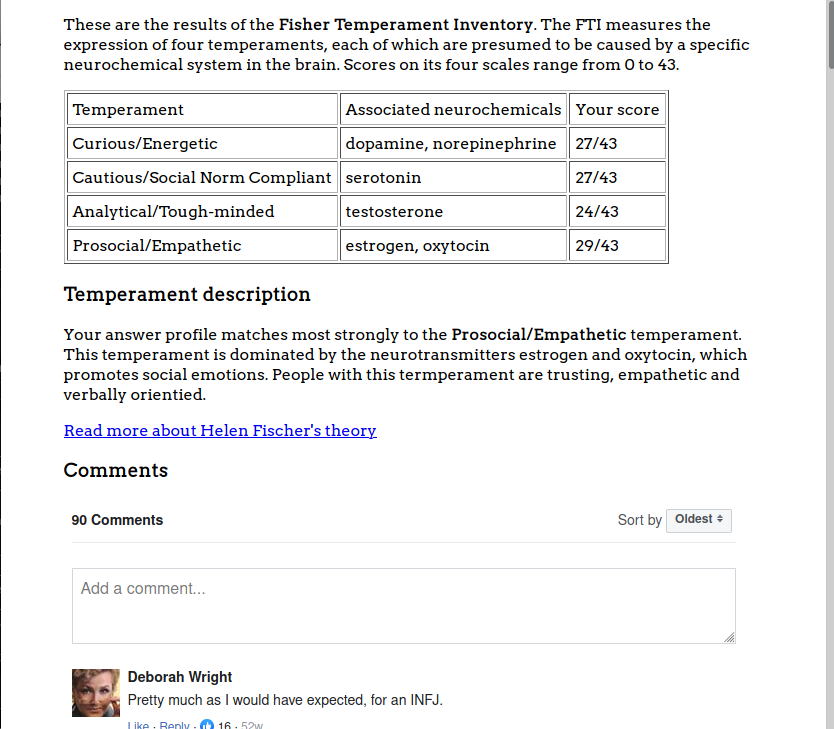 These are the results of the Fisher Temperament Inventory. The FTI measures the
expression of four temperaments, each of which are presumed to be caused by a specific
neurochemical system in the brain. Scores on its four scales range from 0 to 43.
Temperament Associated neurochemicals Your score
Curious/Energetic dopamine, norepinephrine 27/43
Cautious/Social Norm Compliant serotonin 27/43
Analytical/Tough-minded testosterone 24/43
Prosocial/Empathetic estrogen, oxytocin 29/43
Temperament description
Your answer profile matches most strongly to the Prosocial/Empathetic temperament.
This temperament is dominated by the neurotransmitters estrogen and oxytocin, which
promotes social emotions. People with this termperament are trusting, empathetic and
verbally orientied.
Read more about Helen Fischer's theory
Comments
90 Comments Sort by Oldest
Add a comment...
Deborah Wright
Pretty much as I would have expected, for an INFJ.
Like · Reply · 16 · 52w